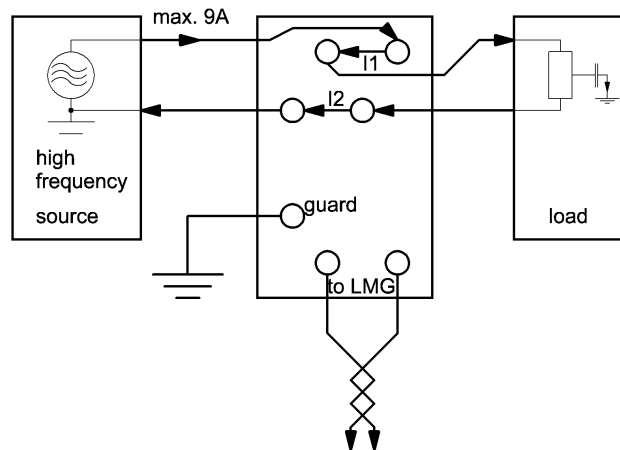 max. 9A
I1
I2
high
frequency
source
guard
load
to LMG